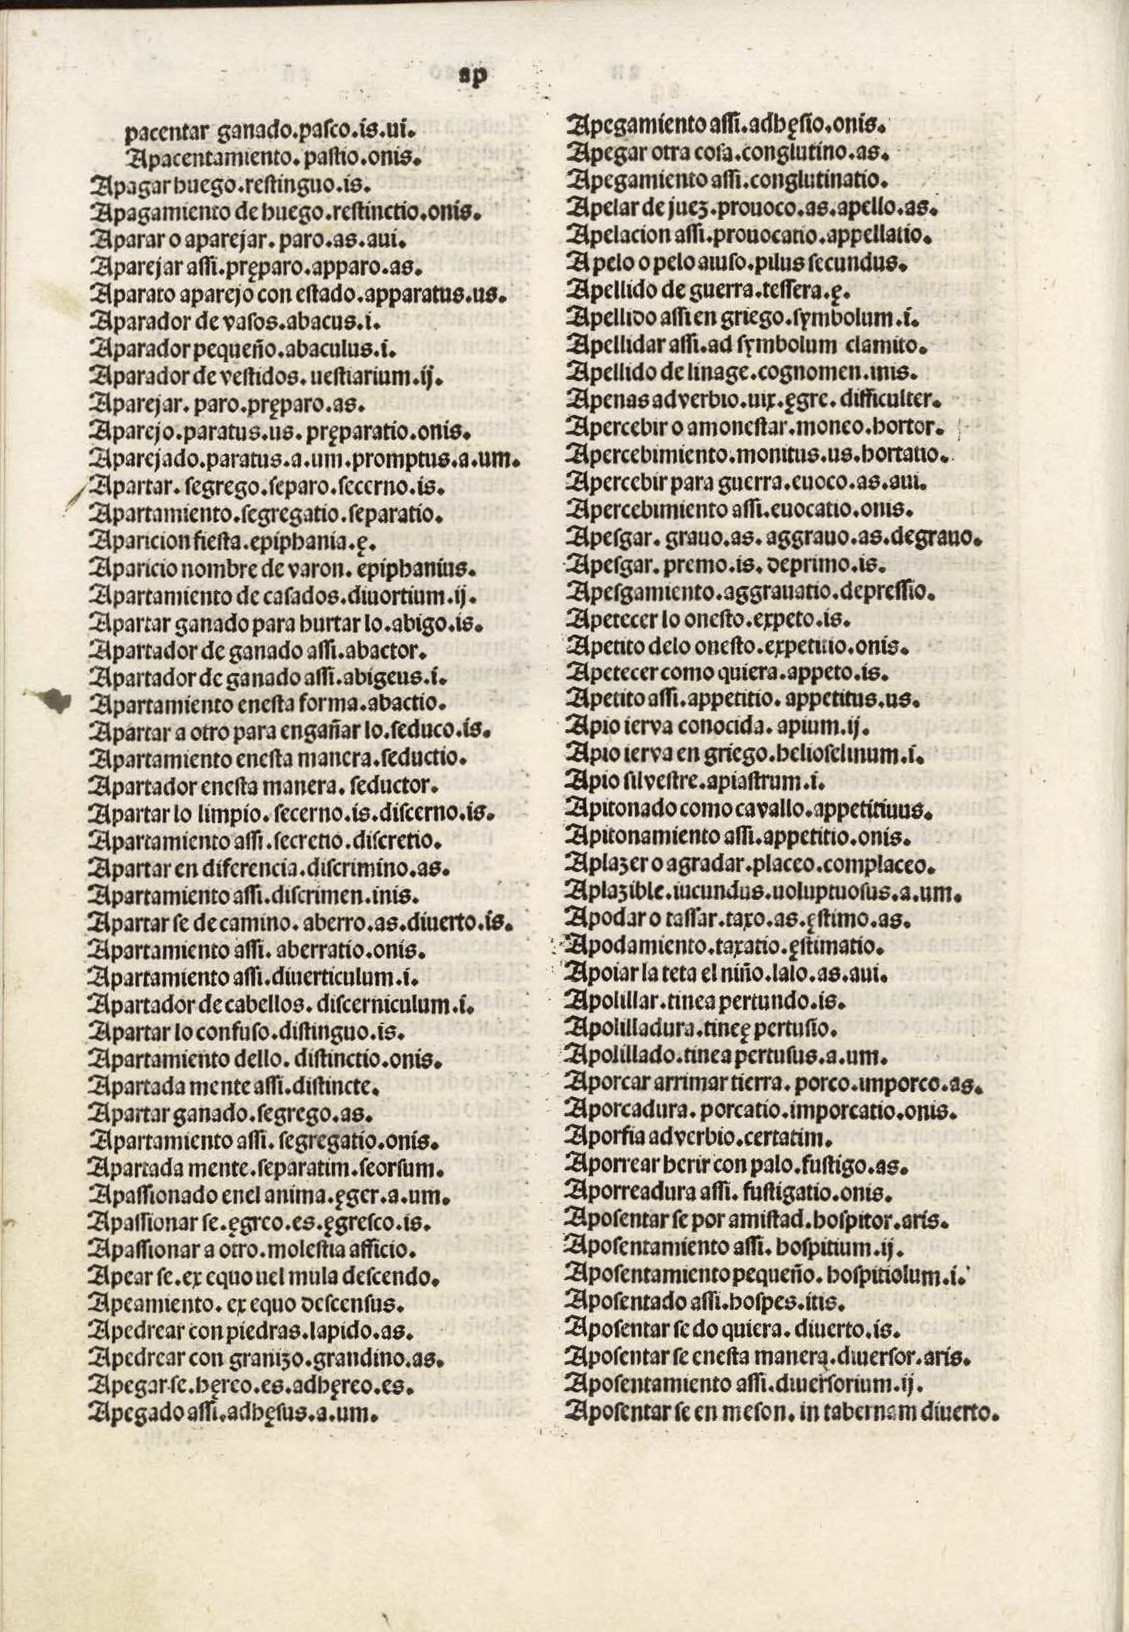 ap
pacentar ganado.pasco.is.ui.
Apacentamiento.pastio.onis.
Apagar huego.restinguo.is.
Apagamiento de huego.restinctio.onis.
Aparar o aparejar.paro.as.aui.
Aparejar assi.pręparo.apparo.as.
Aparato aparejo con estado.apparatus.us.
Aparador de vasos.abacus.i.
Aparador pequeño.abaculus.i.
Aparador de vestidos.uestiarium.ij.
Aparejar.paro.pręparo.as.
Aparejo.paratus.us.pręparatio.onis.
Aparejado.paratus.a.um.promptus.a.um.
Apartar.segrego.separo.secerno.is.
Apartamiento.segregatio.separatio.
Aparicion fiesta.epiphania.ę.
Aparicio nombre de varon.epiphanius.
Apartamiento de casados.diuortium.ij.
Apartar ganado para hurtar lo.abigo.is.
Apartador de ganado assi.abactor.
Apartador de ganado assi.abigeus.i.
Apartamiento enesta forma.abactio.
Apartar a otro para engañar lo.seduco.is.
Apartamiento enesta manera.seductio.
Apartador enesta manera.seductor.
Apartar lo limpio.secerno.is.discerno.is.
Apartamiento assi.secretio.discretio.
Apartar en diferencia.discrimino.as.
Apartamiento assi.discrimen.inis.
Apartar se de camino.aberro.as.diuerto.is.
Apartamiento assi.aberratio.onis.
Apartamiento assi.diuerticulum.i.
Apartador de cabellos.discerniculum.i.
Apartar lo confuso.distinguo.is.
Apartamiento dello.distinctio.onis.
Apartada mente assi.distincte.
Apartar ganado.segrego.as.
Apartamiento assi.segregatio.onis.
Apartada mente.separatim.seorsum.
Apassionado enel anima.ęger.a.um.
Apassionar se.ęgreo.es.ęgresco.is.
Apassionar a otro.molestia afficio.
Apear se.ex equo uel mula descendo.
Apeamiento.ex equo descensus.
Apedrear con piedras.lapido.as.
Apedrear con granizo.grandino.as.
Apegar se.hęreo.es.adhęreo.es.
Apegado assi.adhęsus.a.um.
Apegamiento assi.adhęsio.onis.
Apegar otra cosa.conglutino.as.
Apegamiento assi.conglutinatio.
Apelar de juez.prouoco.as.apello.as.
Apelacion assi.prouocatio.appellatio.
A pelo o pelo aiuso.pilus secundus.
Apellido de guerra.tessera.ę.
Apellido assi en griego.symbolum.i.
Apellidar assi.ad symbolum clamito.
Apellido de linage.cognomen.inis.
Apenas adverbio.uix.ęgre.difficulter.
Apercebir o amonestar.moneo.hortor.
Apercebimiento.monitus.us.hortatio.
Apercebir para guerra.euoco.as.aui.
Apercebimiento assi.euocatio.onis.
Apesgar.grauo.as.aggrauo.as.degrauo.
Apesgar.premo.is.deprimo.is.
Apesgamiento.aggrauatio.depressio.
Apetecer lo onesto.expeto.is.
Apetito delo onesto.expetitio.onis.
Apetecer como quiera.appeto.is.
Apetito assi.appetitio.appetitus.us.
Apio ierva conocida.apium.ij.
Apio ierva en griego.helioselinum.i.
Apio silvestre.apiastrum.i.
Apitonado como cavallo.appetitiuus.
Apitonamiento assi.appetitio.onis.
Aplazer o agradar.placeo.complaceo.
Aplazible.iucundus.uoluptuosus.a.um.
Apodar o tassar.taxo.as.ęstimo.as.
Apodamiento.taxatio.ęstimatio.
Apoiar la teta el niño.lalo.as.aui.
Apolillar.tinea pertundo.is.
Apolilladura.tineę pertusio.
Apolillado.tinea pertusus.a.um.
Aporcar arrimar tierra.porco.imporco.as.
Aporcadura.porcatio.imporcatio.onis.
Aporfia adverbio.certatim.
Aporrear herir con palo.fustigo.as.
Aporreadura assi.fustigatio.onis.
Aposentar se por amistad.hospitor.aris.
Aposentamiento assi.hospitium.ij.
Aposentamiento pequeño.hospitiolum.i.
Aposentado assi.hospes.itis.
Aposentar se do quiera.diuerto.is.
Aposentar se enesta manera.diuersor.aris.
Aposentamiento assi.diuersorium.ij.
Aposentar se en meson.in tabernam diuerto.